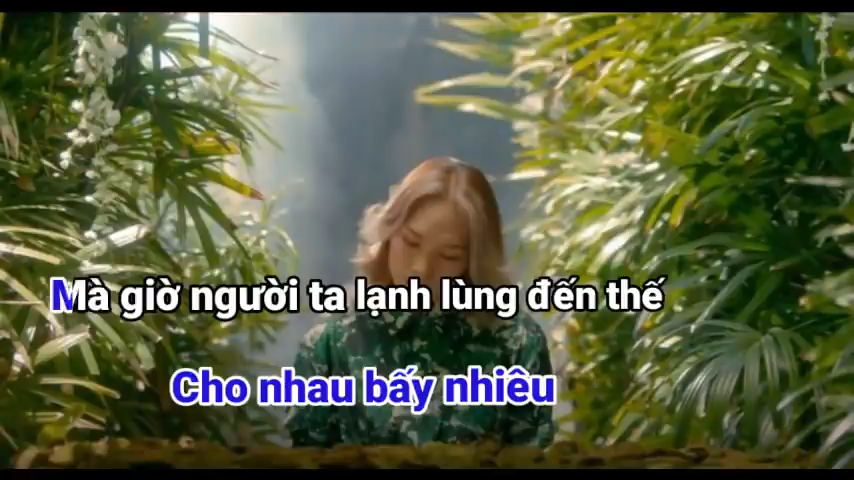 Mà giờ người ta lạnh lùng đến thế
Cho nhau bấy nhiêu